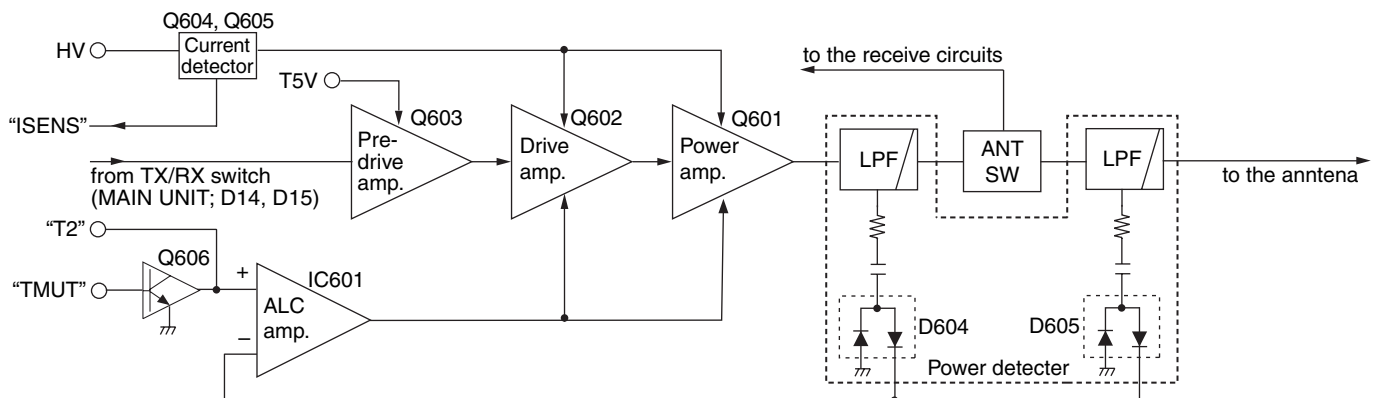 Q604, Q605
HV
Current
detector
T5V
"ISENS"
Q603
Pre-
drive
amp.
Q602
Drive
amp.
Q601
Power
amp.
to the receive circuits
LPF
ANT
SW
LPF
from TX/RX switch
(MAIN UNIT; D14, D15)
to the anntena
"T2"
Q606
"TMUT"
+
IC601
ALC
amp.
–
D604
D605
Power detecter